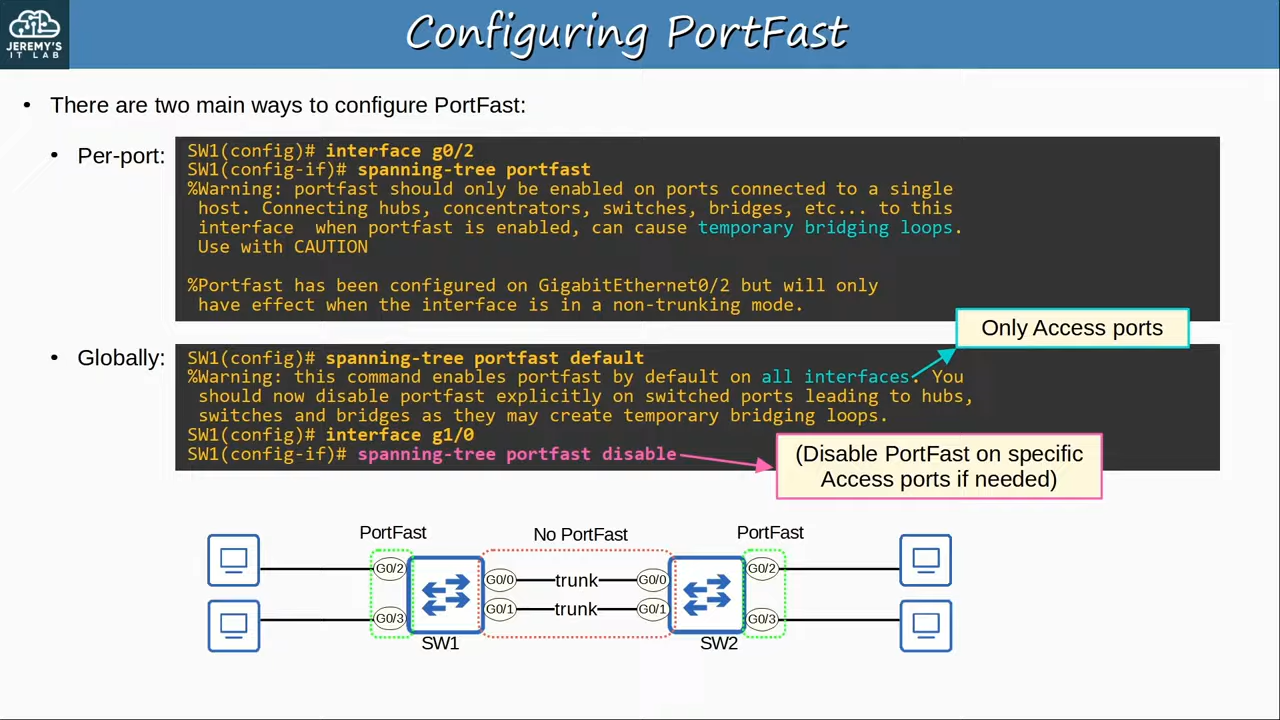 JEREMY'S
IT LAB
Configuring PortFast
• There are two main ways to configure PortFast:
• Per-port:
SW1(config)# interface g0/2
SW1(config-if)# spanning-tree portfast
%Warning: portfast should only be enabled on ports connected to a single
host. Connecting hubs, concentrators, switches, bridges, etc... to this
interface  when portfast is enabled, can cause temporary bridging loops.
Use with CAUTION
%Portfast has been configured on GigabitEthernet0/2 but will only
have effect when the interface is in a non-trunking mode.
Only Access ports
• Globally:
SW1(config)# spanning-tree portfast default
%Warning: this command enables portfast by default on all interfaces. You
should now disable portfast explicitly on switched ports leading to hubs,
switches and bridges as they may create temporary bridging loops.
SW1(config)# interface g1/0
SW1(config-if)# spanning-tree portfast disable
(Disable PortFast on specific
Access ports if needed)
PortFast No PortFast PortFast
G0/2 G0/0 trunk G0/0 G0/2
G0/3 G0/1 trunk G0/1 G0/3
SW1 SW2